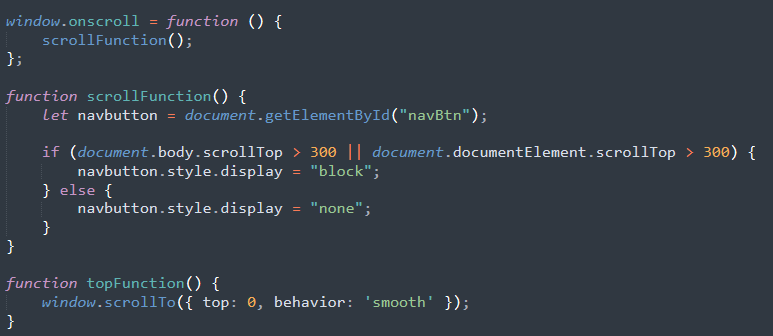 window.onscroll = function () {
    scrollFunction();
};

function scrollFunction() {
    let navbutton = document.getElementById("navBtn");

    if (document.body.scrollTop > 300 || document.documentElement.scrollTop > 300) {
        navbutton.style.display = "block";
    } else {
        navbutton.style.display = "none";
    }
}

function topFunction() {
    window.scrollTo({ top: 0, behavior: 'smooth' });
}